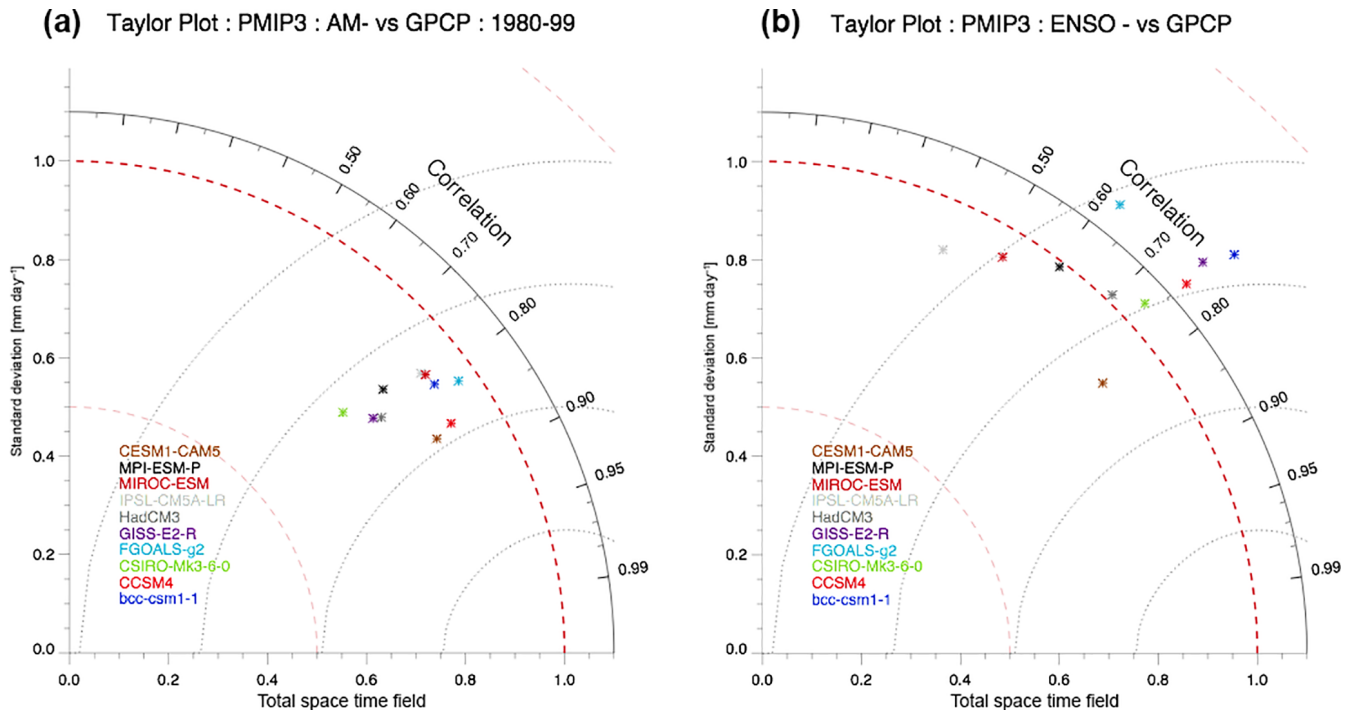 (a) Taylor Plot : PMIP3 : AM- vs GPCP : 1980-99
Standard deviation [mm day⁻¹]
1.0
0.8
0.6
0.4
0.2
0.0
0.0 0.2 0.4 0.6 0.8 1.0
Total space time field
Correlation
0.50
0.60
0.70
0.80
0.90
0.95
0.99
CESM1-CAM5
MPI-ESM-P
MIROC-ESM
IPSL-CM5A-LR
HadCM3
GISS-E2-R
FGOALS-g2
CSIRO-Mk3-6-0
CCSM4
bcc-csm1-1
(b) Taylor Plot : PMIP3 : ENSO - vs GPCP
Standard deviation [mm day⁻¹]
1.0
0.8
0.6
0.4
0.2
0.0
0.0 0.2 0.4 0.6 0.8 1.0
Total space time field
Correlation
0.50
0.60
0.70
0.80
0.90
0.95
0.99
CESM1-CAM5
MPI-ESM-P
MIROC-ESM
IPSL-CM5A-LR
HadCM3
GISS-E2-R
FGOALS-g2
CSIRO-Mk3-6-0
CCSM4
bcc-csm1-1